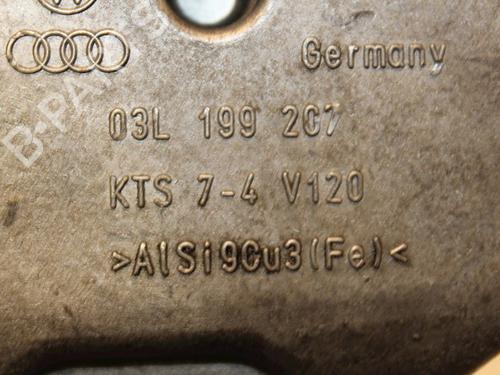 Germany
03L 199 207
KTS 7-4 V120
>AlSi9Cu3(Fe)<